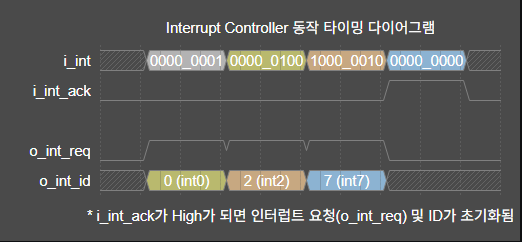 Interrupt Controller 동작 타이밍 다이어그램
i_int 0000_0001 0000_0100 1000_0010 0000_0000
i_int_ack
o_int_req
o_int_id 0 (int0) 2 (int2) 7 (int7)
* i_int_ack가 High가 되면 인터럽트 요청(o_int_req) 및 ID가 초기화됨